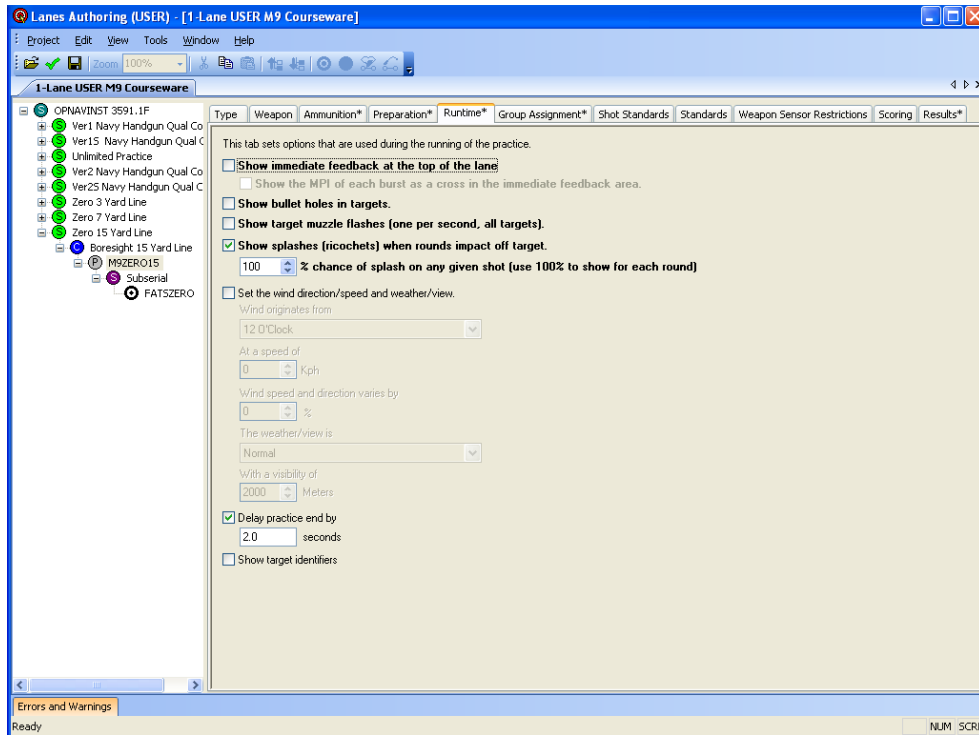 Lanes Authoring (USER) - [1-Lane USER M9 Courseware]
Project Edit View Tools Window Help
Zoom 100%
1-Lane USER M9 Courseware
OPNAVINST 3591.1F
Ver1 Navy Handgun Qual Co
Ver1S Navy Handgun Qual C
Unlimited Practice
Ver2 Navy Handgun Qual Co
Ver2S Navy Handgun Qual C
Zero 3 Yard Line
Zero 7 Yard Line
Zero 15 Yard Line
Boresight 15 Yard Line
M9ZERO15
Subserial
FATSZERO
Type Weapon Ammunition* Preparation* Runtime* Group Assignment* Shot Standards Standards Weapon Sensor Restrictions Scoring Results*
This tab sets options that are used during the running of the practice.
Show immediate feedback at the top of the lane
Show the MPI of each burst as a cross in the immediate feedback area.
Show bullet holes in targets.
Show target muzzle flashes (one per second, all targets).
Show splashes (ricochets) when rounds impact off target.
100 % chance of splash on any given shot (use 100% to show for each round)
Set the wind direction/speed and weather/view.
Wind originates from
12 O'Clock
At a speed of
0 Kph
Wind speed and direction varies by
0 %
The weather/view is
Normal
With a visibility of
2000 Meters
Delay practice end by
2.0 seconds
Show target identifiers
Errors and Warnings
Ready NUM SCRL